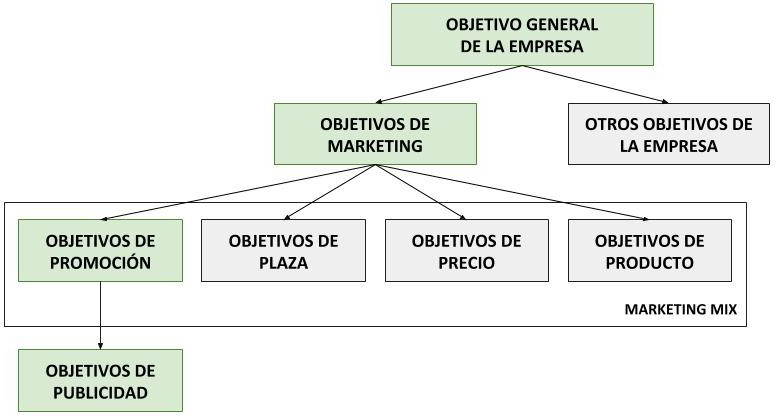 OBJETIVO GENERAL
DE LA EMPRESA
OBJETIVOS DE
MARKETING
OTROS OBJETIVOS DE
LA EMPRESA
OBJETIVOS DE
PROMOCIÓN
OBJETIVOS DE
PLAZA
OBJETIVOS DE
PRECIO
OBJETIVOS DE
PRODUCTO
MARKETING MIX
OBJETIVOS DE
PUBLICIDAD